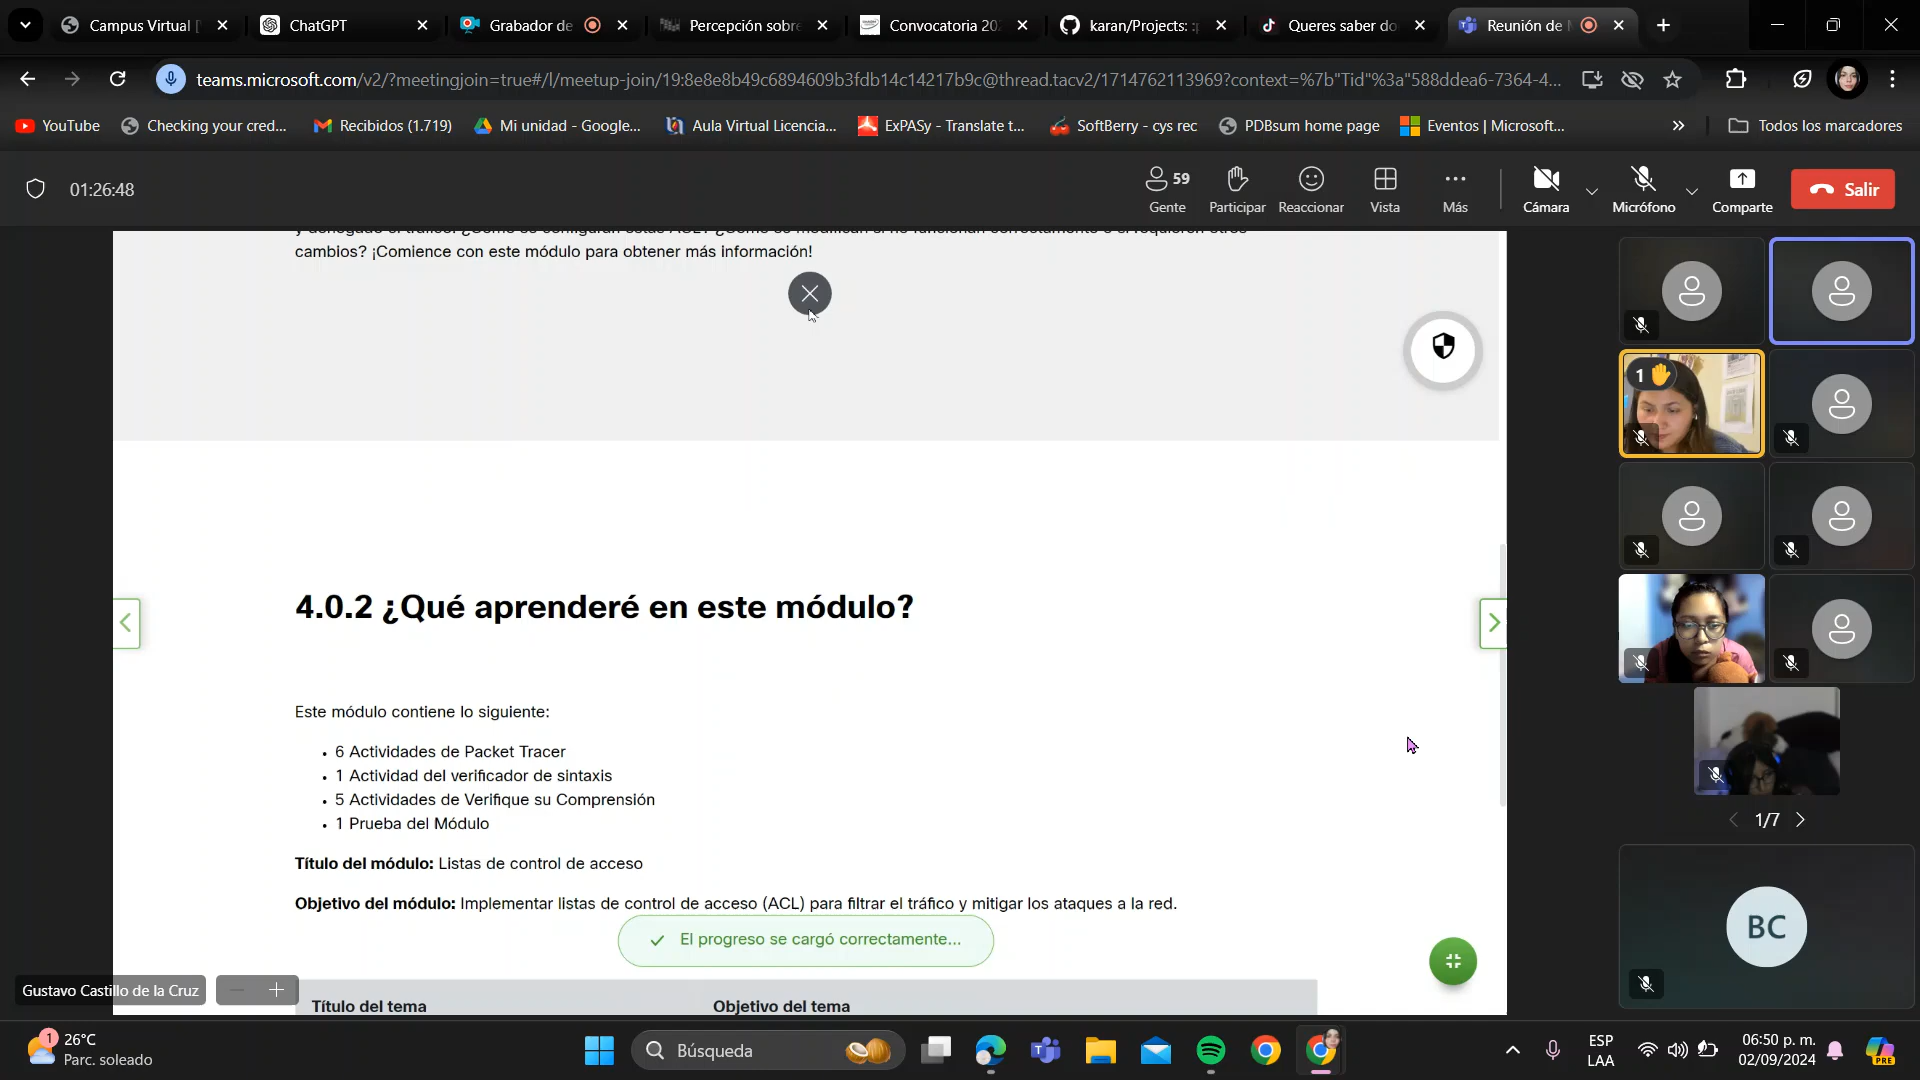 Campus Virtual [
ChatGPT
Grabador de
Percepción sobre
Convocatoria 202
karan/Projects: :p
Queres saber do
Reunión de
teams.microsoft.com/v2/?meetingjoin=true#/l/meetup-join/19:8e8e8b49c6894609b3fdb14c14217b9c@thread.tacv2/1714762113969?context=%7b"Tid"%3a"588ddea6-7364-4...
YouTube
Checking your cred...
Recibidos (1.719)
Mi unidad - Google...
Aula Virtual Licencia...
ExPASy - Translate t...
SoftBerry - cys rec
PDBsum home page
Eventos | Microsoft...
Todos los marcadores
01:26:48
59
Gente
Participar
Reaccionar
Vista
Más
Cámara
Micrófono
Comparte
Salir
cambios? ¡Comience con este módulo para obtener más información!
4.0.2 ¿Qué aprenderé en este módulo?
Este módulo contiene lo siguiente:
• 6 Actividades de Packet Tracer
• 1 Actividad del verificador de sintaxis
• 5 Actividades de Verifique su Comprensión
• 1 Prueba del Módulo
Título del módulo: Listas de control de acceso
Objetivo del módulo: Implementar listas de control de acceso (ACL) para filtrar el tráfico y mitigar los ataques a la red.
El progreso se cargó correctamente...
Título del tema
Objetivo del tema
Gustavo Castillo de la Cruz
1
1/7
BC
1
26°C
Parc. soleado
Búsqueda
ESP
LAA
06:50 p. m.
02/09/2024
PRE